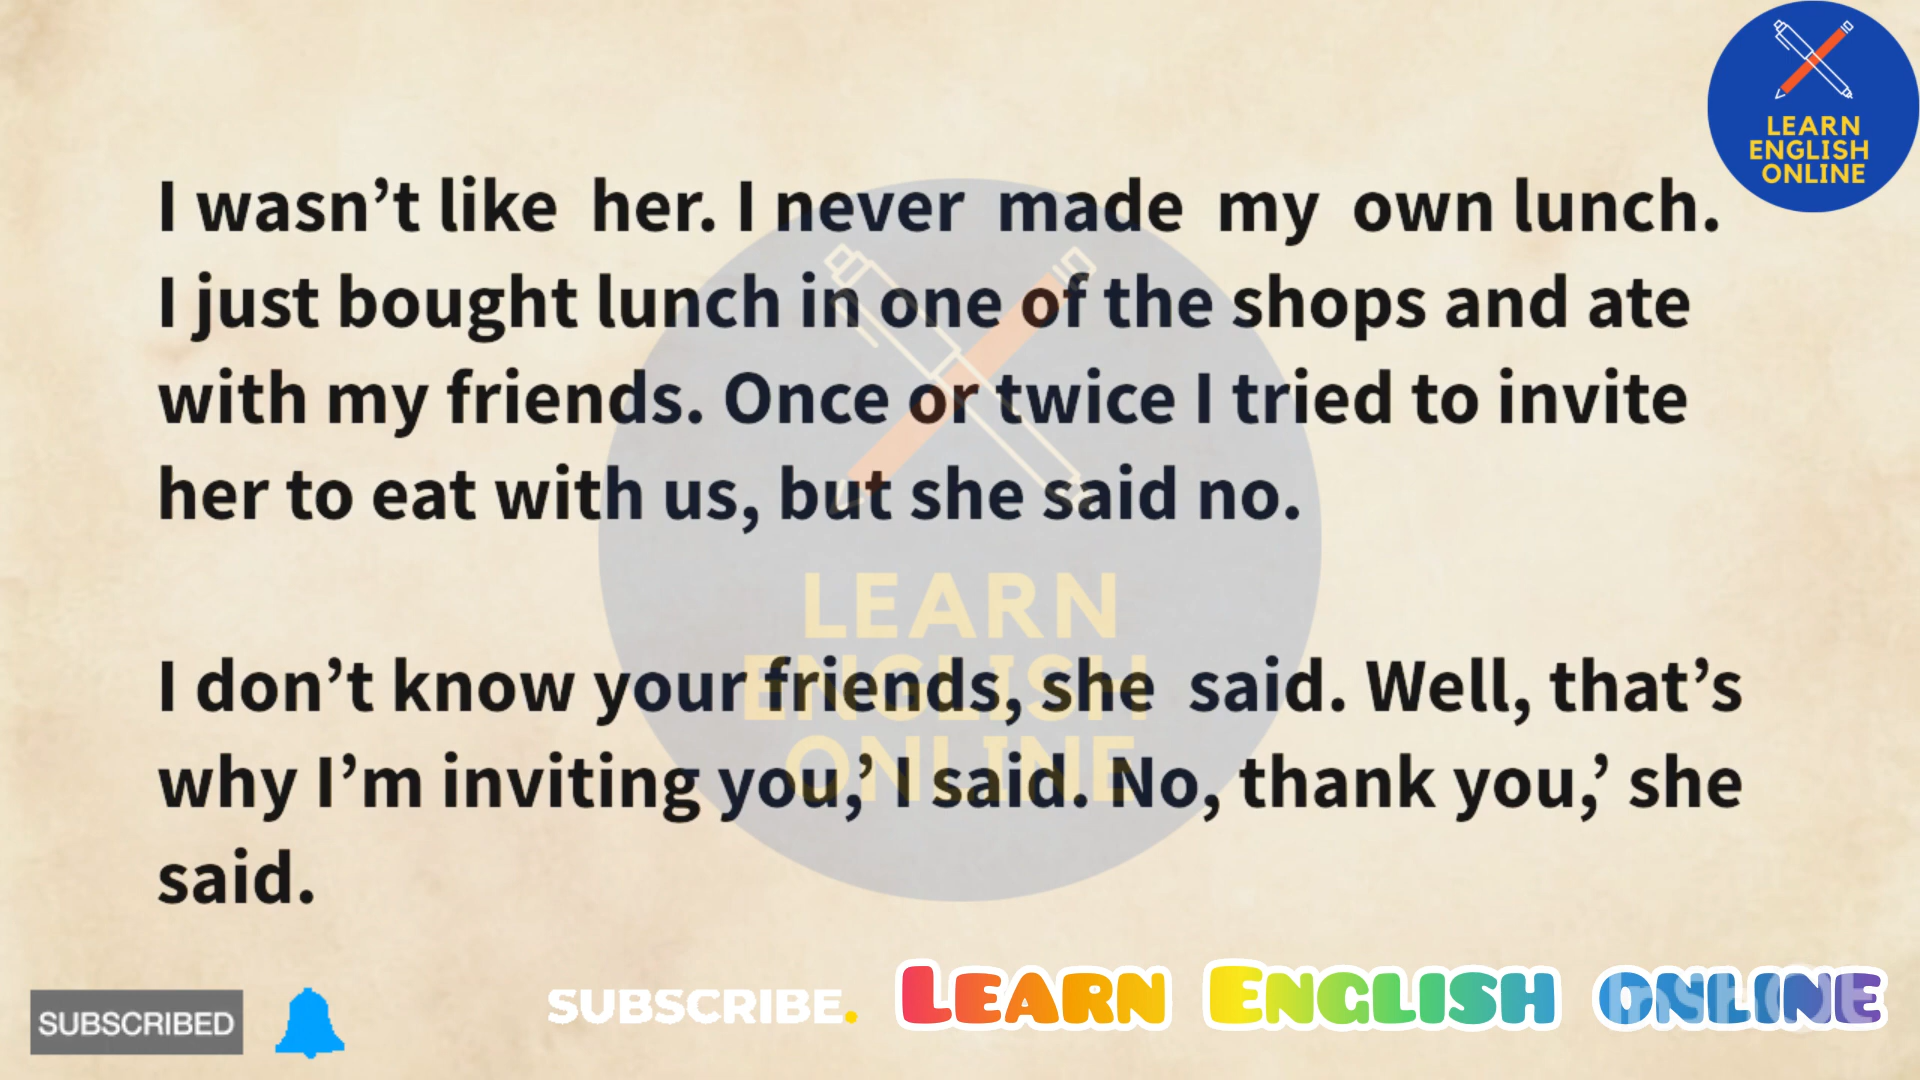 LEARN
ENGLISH
ONLINE
I wasn’t like her. I never made my own lunch.
I just bought lunch in one of the shops and ate
with my friends. Once or twice I tried to invite
her to eat with us, but she said no.
LEARN
ENGLISH
ONLINE
I don’t know your friends, she said. Well, that’s
why I’m inviting you,’ I said. No, thank you,’ she
said.
SUBSCRIBED
SUBSCRIBE.
LEARN ENGLISH ONLINE
InShOt